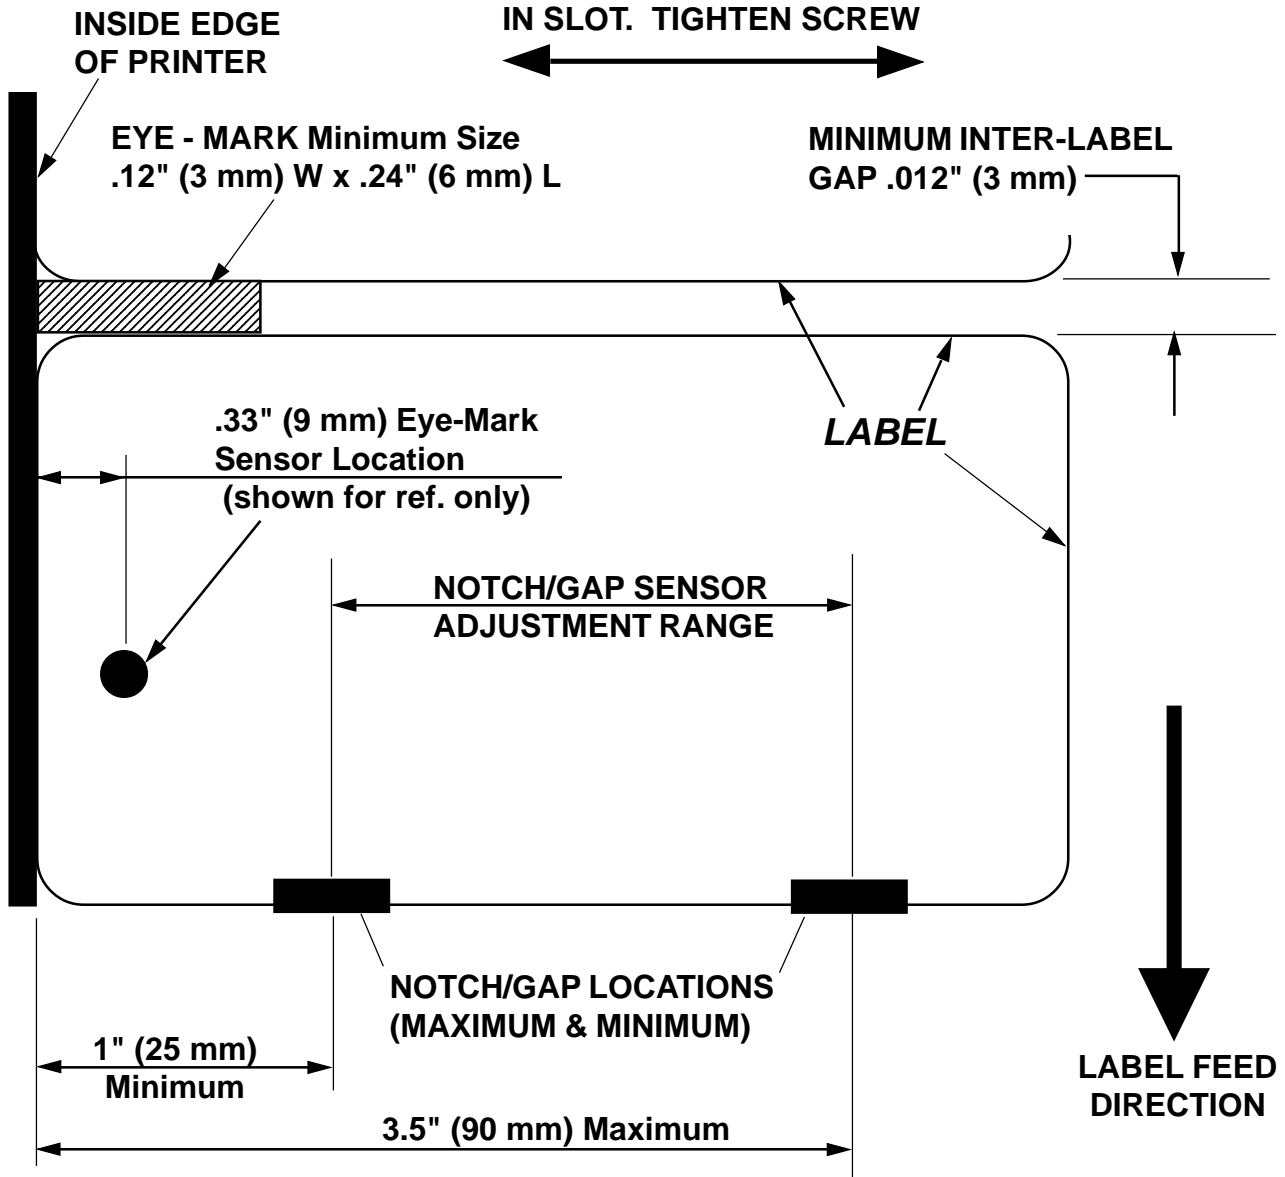 INSIDE EDGE
OF PRINTER
IN SLOT.  TIGHTEN SCREW
EYE - MARK Minimum Size
.12" (3 mm) W x .24" (6 mm) L
MINIMUM INTER-LABEL
GAP .012" (3 mm)
.33" (9 mm) Eye-Mark
Sensor Location
(shown for ref. only)
LABEL
NOTCH/GAP SENSOR
ADJUSTMENT RANGE
NOTCH/GAP LOCATIONS
(MAXIMUM & MINIMUM)
1" (25 mm)
Minimum
3.5" (90 mm) Maximum
LABEL FEED
DIRECTION